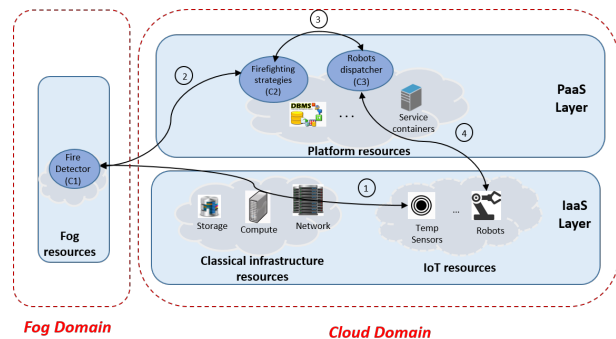 3
Firefighting
strategies
(C2)
Robots
dispatcher
(C3)
2
DBMS
...
Service
containers
PaaS
Layer
4
Platform resources
Fire
Detector
(C1)
Fog
resources
1
Storage
Compute
Network
Temp
Sensors
...
Robots
IaaS
Layer
Classical infrastructure
resources
IoT resources
Fog Domain
Cloud Domain